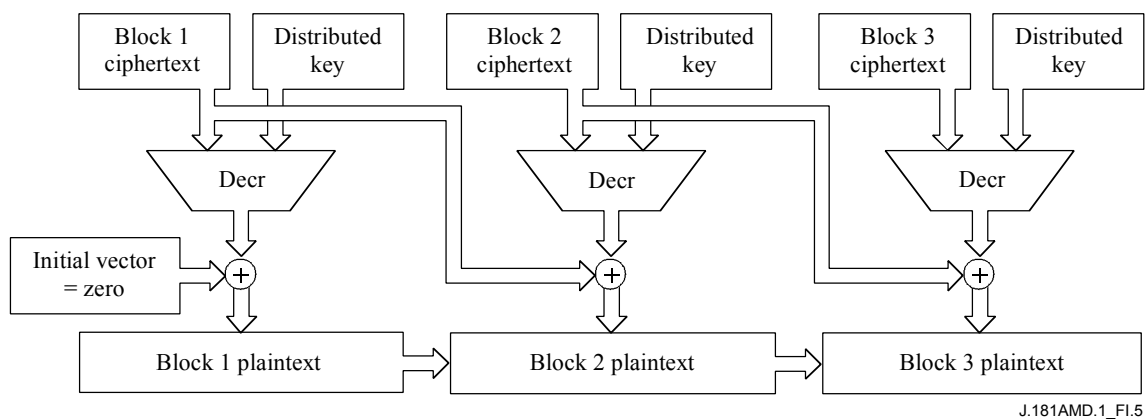 Block 1
ciphertext
Distributed
key
Block 2
ciphertext
Distributed
key
Block 3
ciphertext
Distributed
key
Decr
Decr
Decr
Initial vector
= zero
+
+
+
Block 1 plaintext
Block 2 plaintext
Block 3 plaintext
J.181AMD.1_FI.5